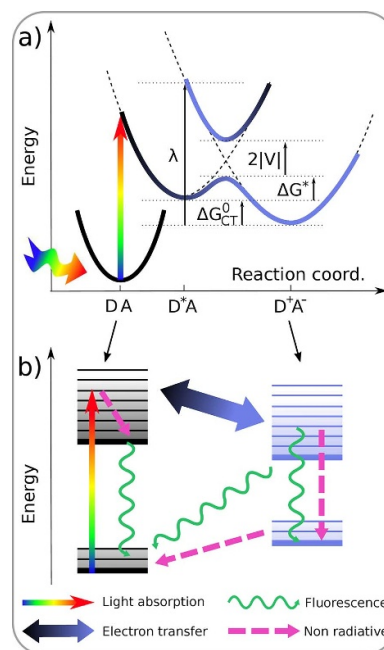 a)
Energy
λ
2|V|
ΔG*
ΔG⁰CT
Reaction coord.
D A
D*A
D⁺A⁻
b)
Energy
Light absorption
Fluorescence
Electron transfer
Non radiative